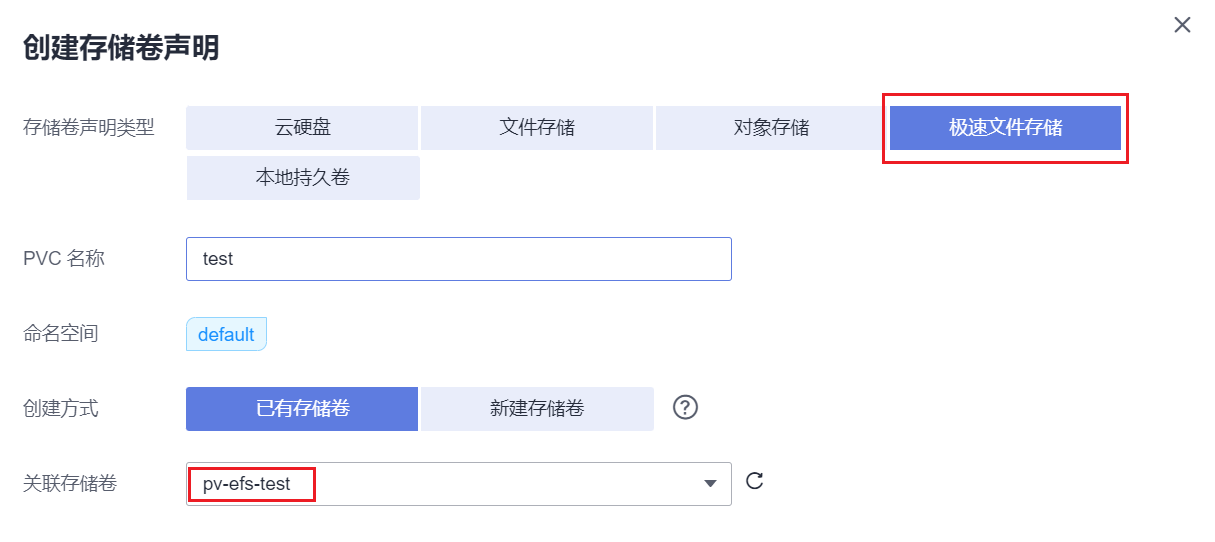 创建存储卷声明
存储卷声明类型 云硬盘 文件存储 对象存储 极速文件存储
本地持久卷
PVC 名称 test
命名空间 default
创建方式 已有存储卷 新建存储卷
关联存储卷 pv-efs-test